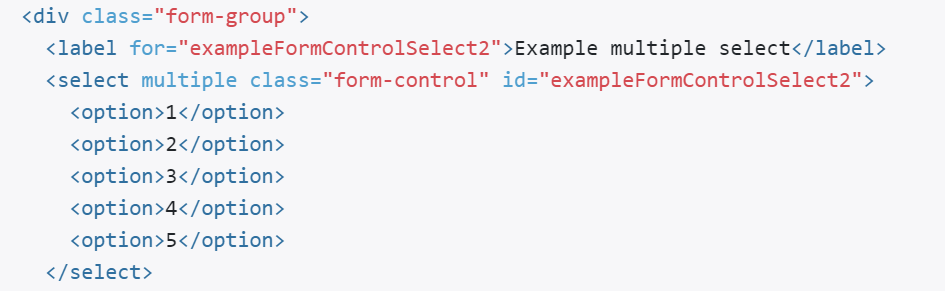 <div class="form-group">
<label for="exampleFormControlSelect2">Example multiple select</label>
<select multiple class="form-control" id="exampleFormControlSelect2">
<option>1</option>
<option>2</option>
<option>3</option>
<option>4</option>
<option>5</option>
</select>